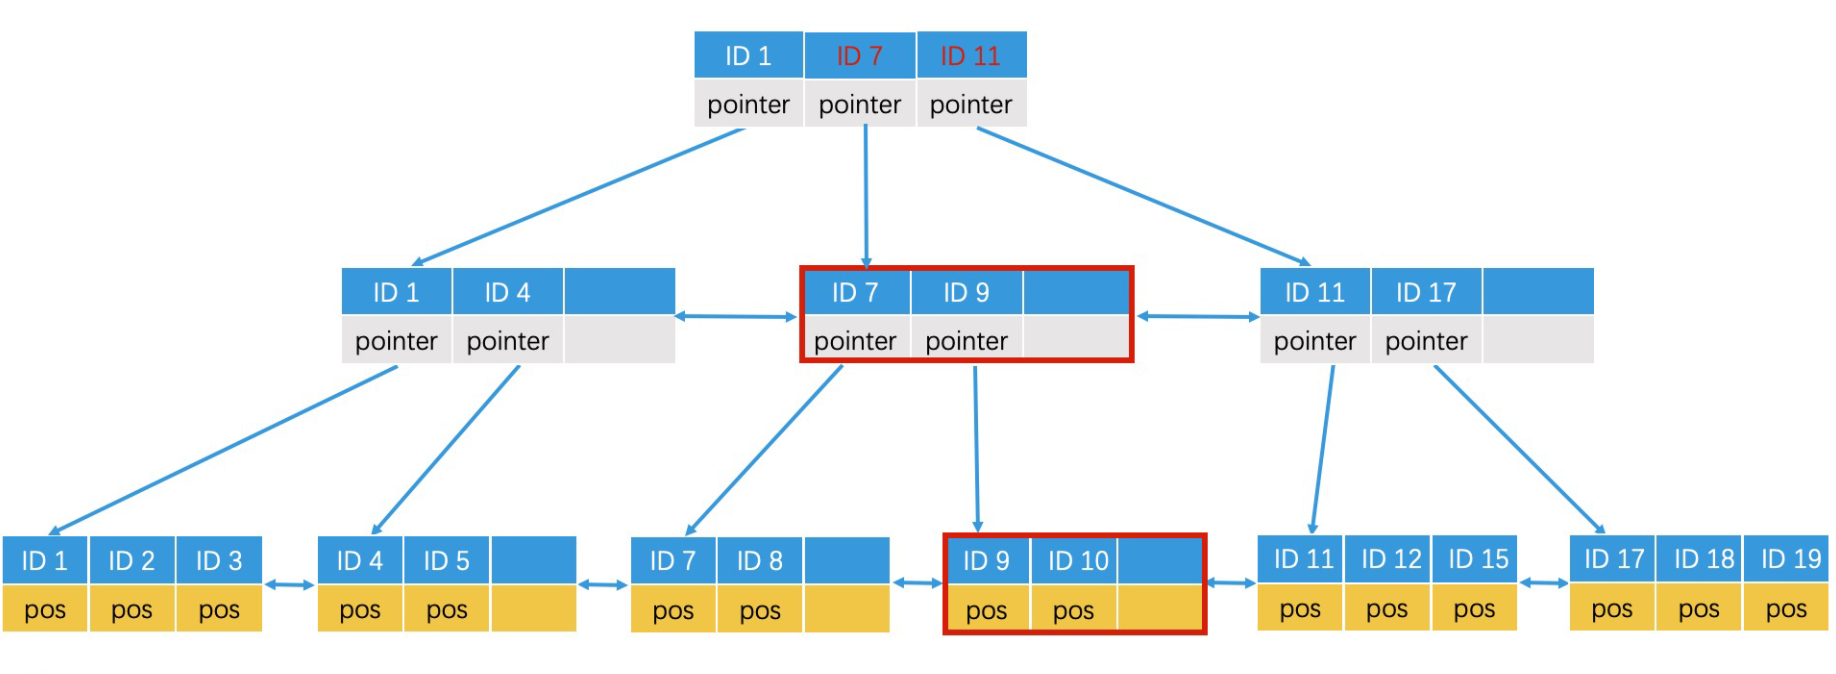 ID 1 ID 7 ID 11
pointer pointer pointer
ID 1 ID 4 ID 7 ID 9 ID 11 ID 17
pointer pointer pointer pointer pointer pointer
ID 1 ID 2 ID 3 ID 4 ID 5 ID 7 ID 8 ID 9 ID 10 ID 11 ID 12 ID 15 ID 17 ID 18 ID 19
pos pos pos pos pos pos pos pos pos pos pos pos pos pos pos